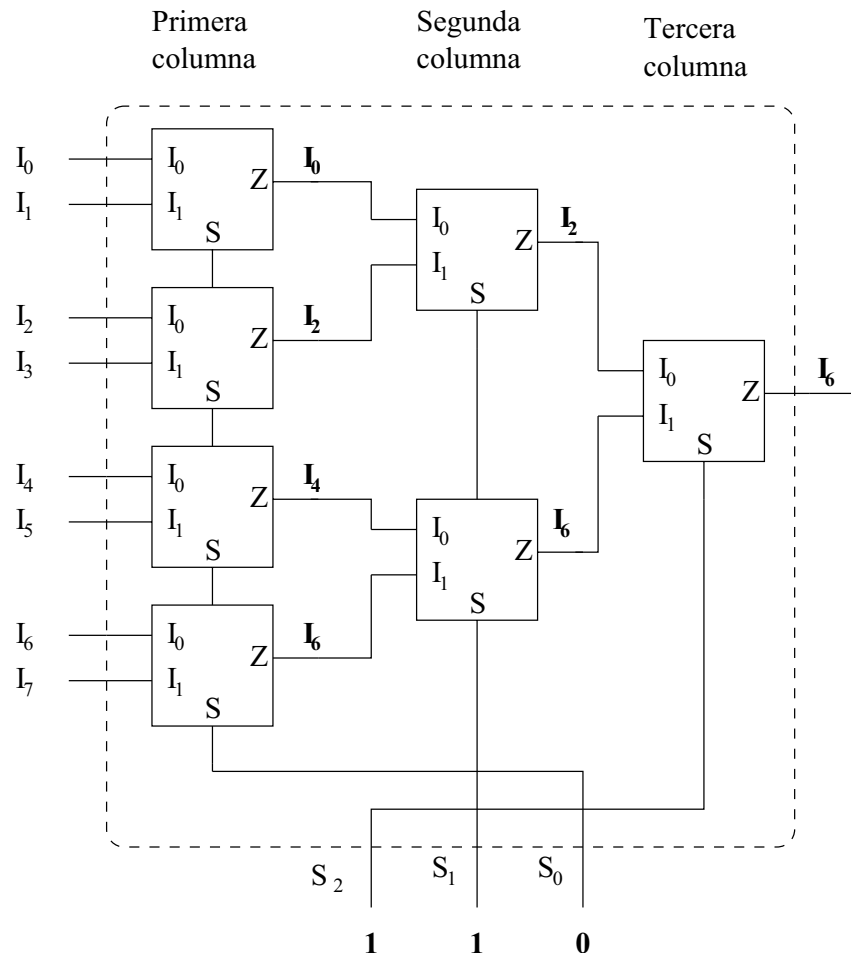 Primera columna
Segunda columna
Tercera columna
I0
I1
I0
I1
Z
S
I0
I2
I3
I0
I1
Z
S
I2
I4
I5
I0
I1
Z
S
I4
I6
I7
I0
I1
Z
S
I6
I0
I1
Z
S
I2
I0
I1
Z
S
I6
I0
I1
Z
S
I6
S2
S1
S0
1
1
0